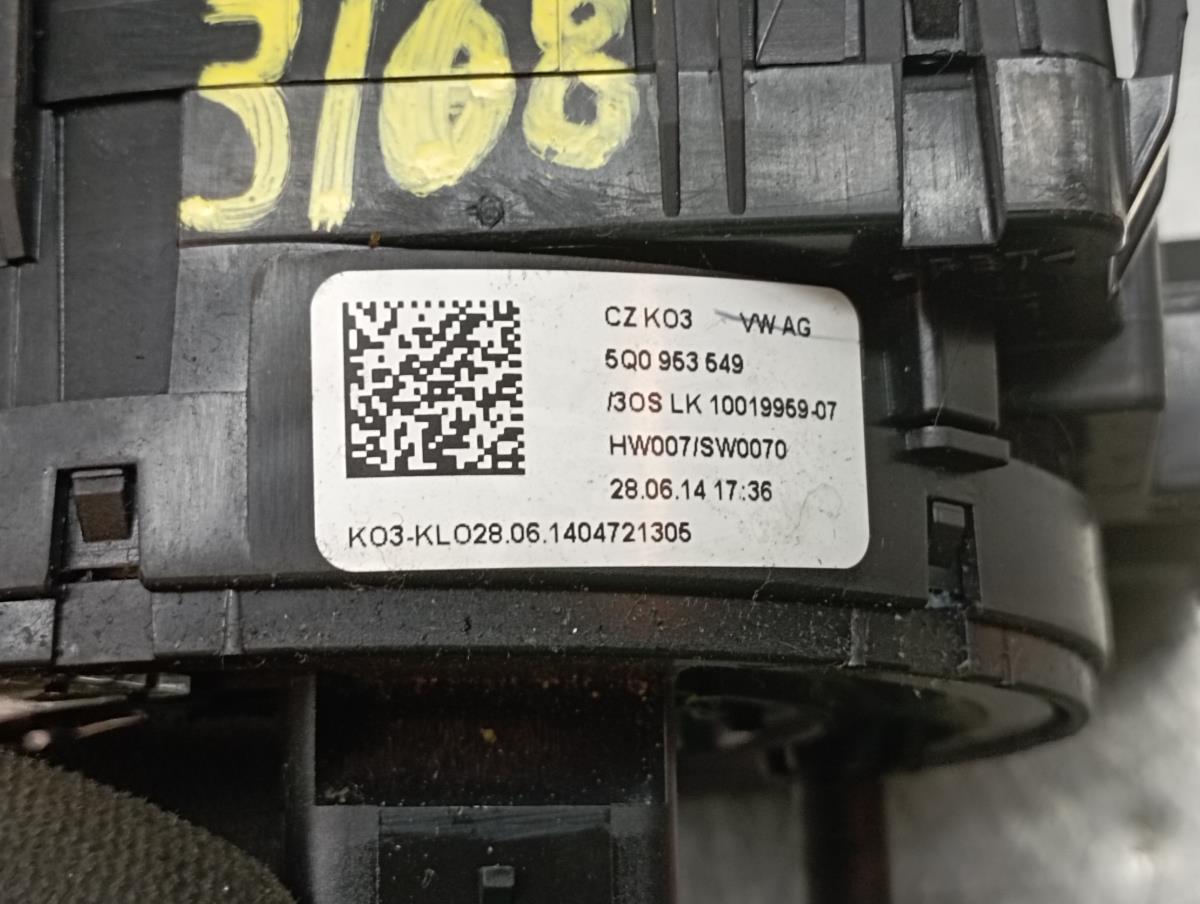 3108
CZ KO3 VW AG
5Q0 953 549
/3OS LK 10019959-07
HW007/SW0070
28.06.14 17:36
KO3-KLO28.06.1404721305